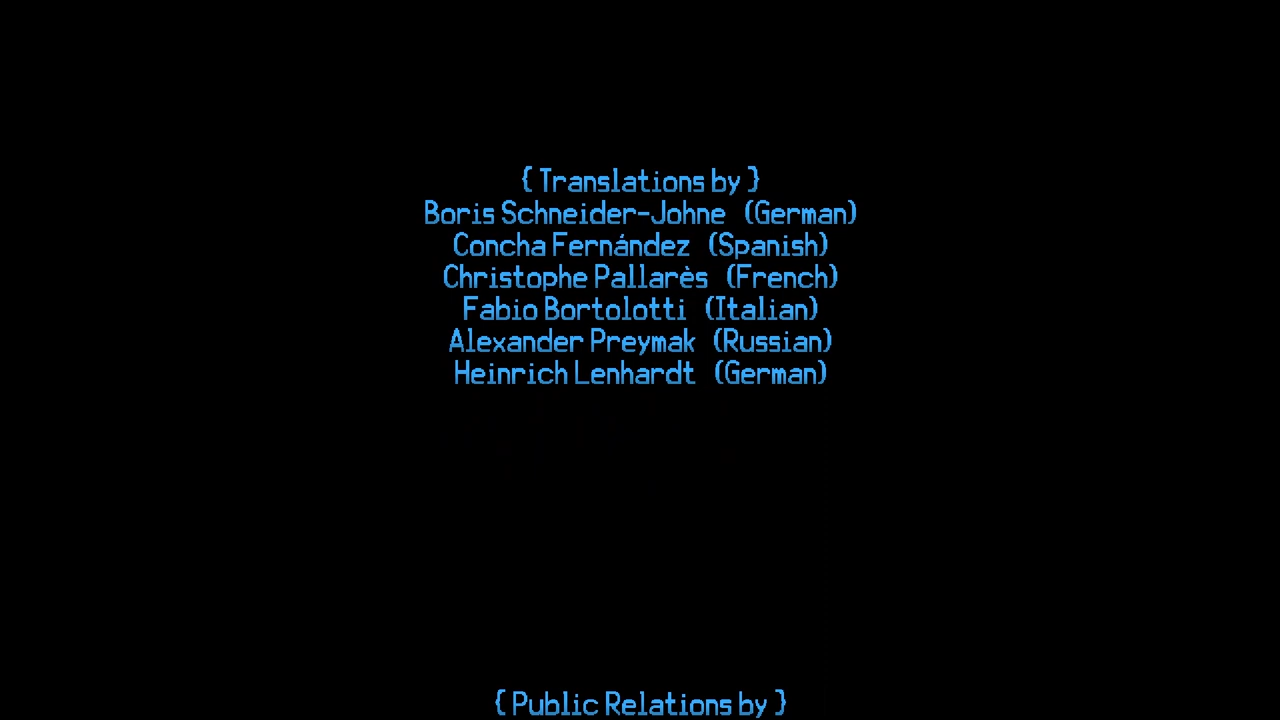 { Translations by }
Boris Schneider-Johne (German)
Concha Fernández (Spanish)
Christophe Pallarès (French)
Fabio Bortolotti (Italian)
Alexander Preymak (Russian)
Heinrich Lenhardt (German)
{ Public Relations by }